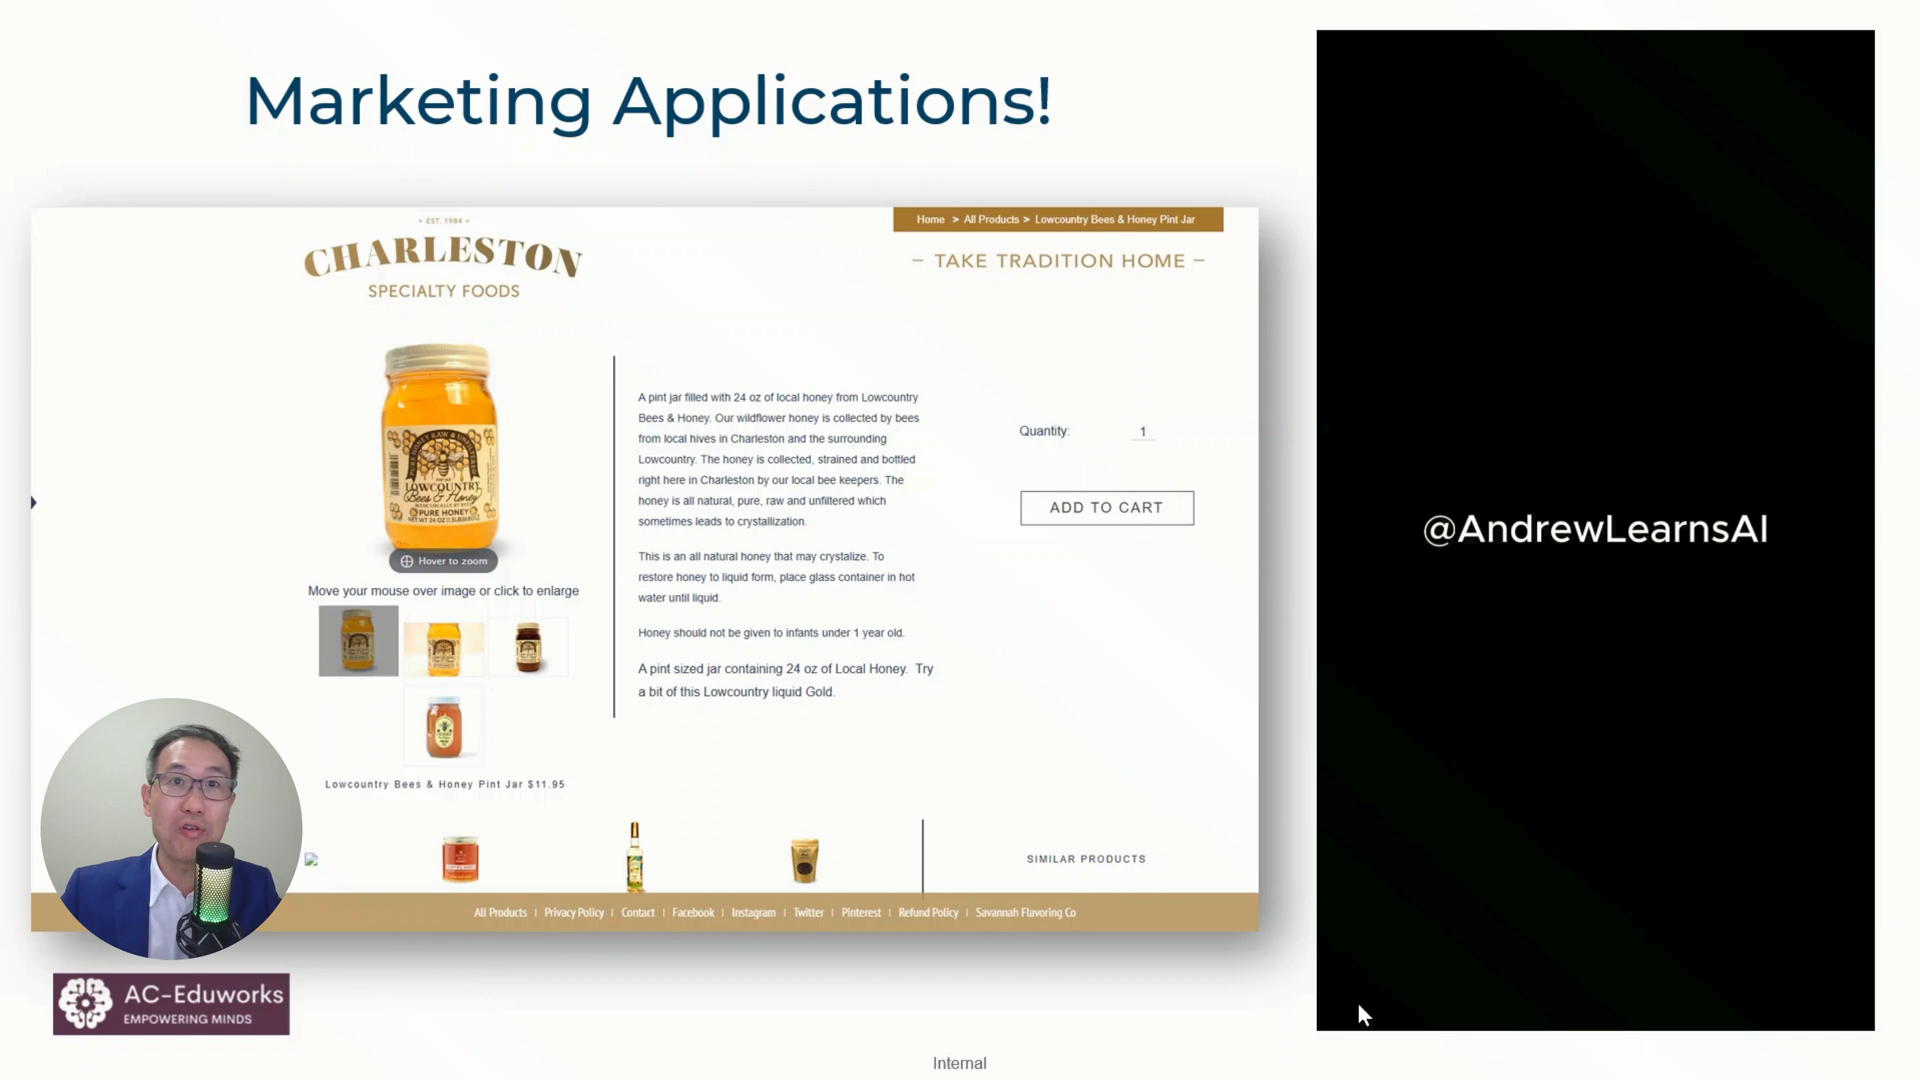 Marketing Applications!
• EST. 1984 •
CHARLESTON
SPECIALTY FOODS
Home > All Products > Lowcountry Bees & Honey Pint Jar
– TAKE TRADITION HOME –
LOWCOUNTRY
Bees & Honey
PURE HONEY
Hover to zoom
Move your mouse over image or click to enlarge
Lowcountry Bees & Honey Pint Jar $11.95
A pint jar filled with 24 oz of local honey from Lowcountry
Bees & Honey. Our wildflower honey is collected by bees
from local hives in Charleston and the surrounding
Lowcountry. The honey is collected, strained and bottled
right here in Charleston by our local bee keepers. The
honey is all natural, pure, raw and unfiltered which
sometimes leads to crystallization.
This is an all natural honey that may crystalize. To
restore honey to liquid form, place glass container in hot
water until liquid.
Honey should not be given to infants under 1 year old.
A pint sized jar containing 24 oz of Local Honey. Try
a bit of this Lowcountry liquid Gold.
Quantity: 1
ADD TO CART
SIMILAR PRODUCTS
All Products | Privacy Policy | Contact | Facebook | Instagram | Twitter | Pinterest | Refund Policy | Savannah Flavoring Co
@AndrewLearnsAI
AC-Eduworks
EMPOWERING MINDS
Internal